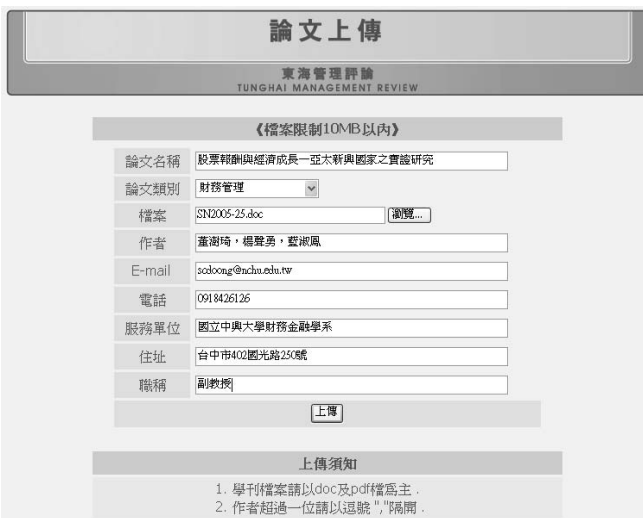 論文上傳
東海管理評論
TUNGHAI MANAGEMENT REVIEW
《檔案限制10MB以內》
論文名稱 股票報酬與經濟成長－亞太新興國家之實證研究
論文類別 財務管理
檔案 SN2005-25.doc 瀏覽...
作者 董澍琦，楊聲勇，藍淑鳳
E-mail scdoong@nchu.edu.tw
電話 0918426126
服務單位 國立中興大學財務金融學系
住址 台中市402國光路250號
職稱 副教授
上傳
上傳須知
1. 學刊檔案請以doc及pdf檔為主 .
2. 作者超過一位請以逗號 ","隔開 .